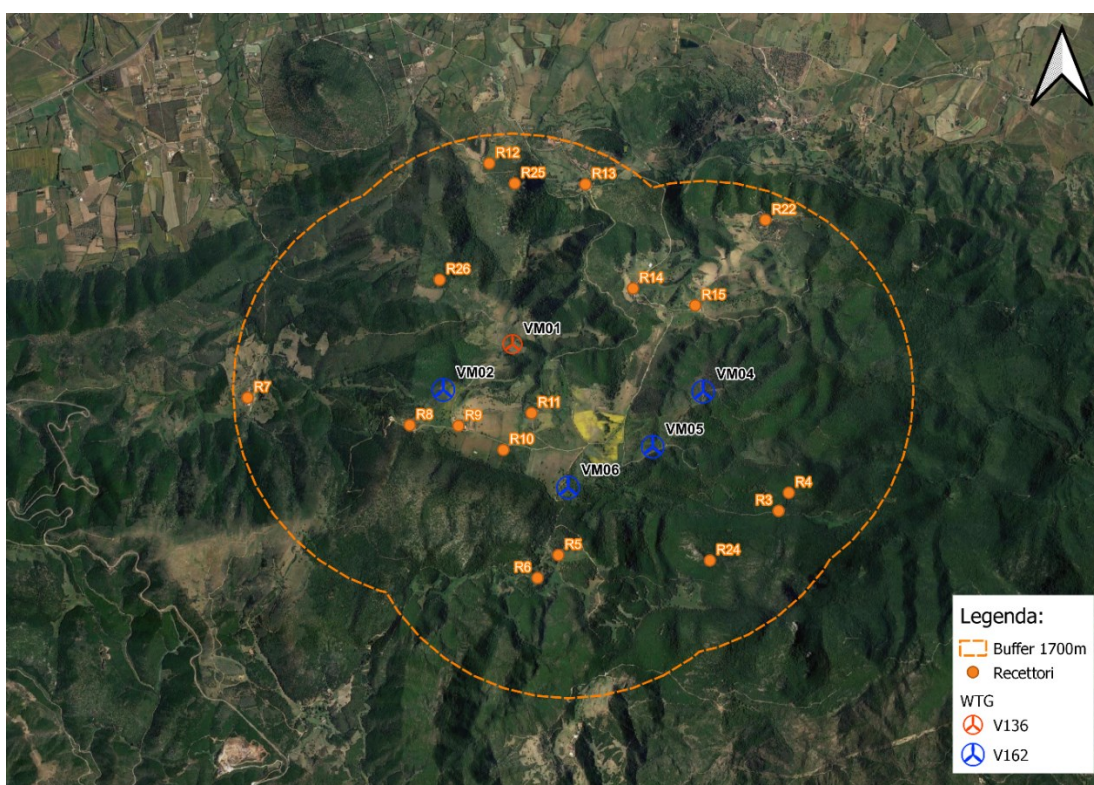 R12
R25
R13
R22
R26
R14
R15
VM01
VM02
VM04
R7
R11
R8
R9
VM05
R10
VM06
R4
R3
R5
R24
R6
Legenda:
Buffer 1700m
Recettori
WTG
V136
V162